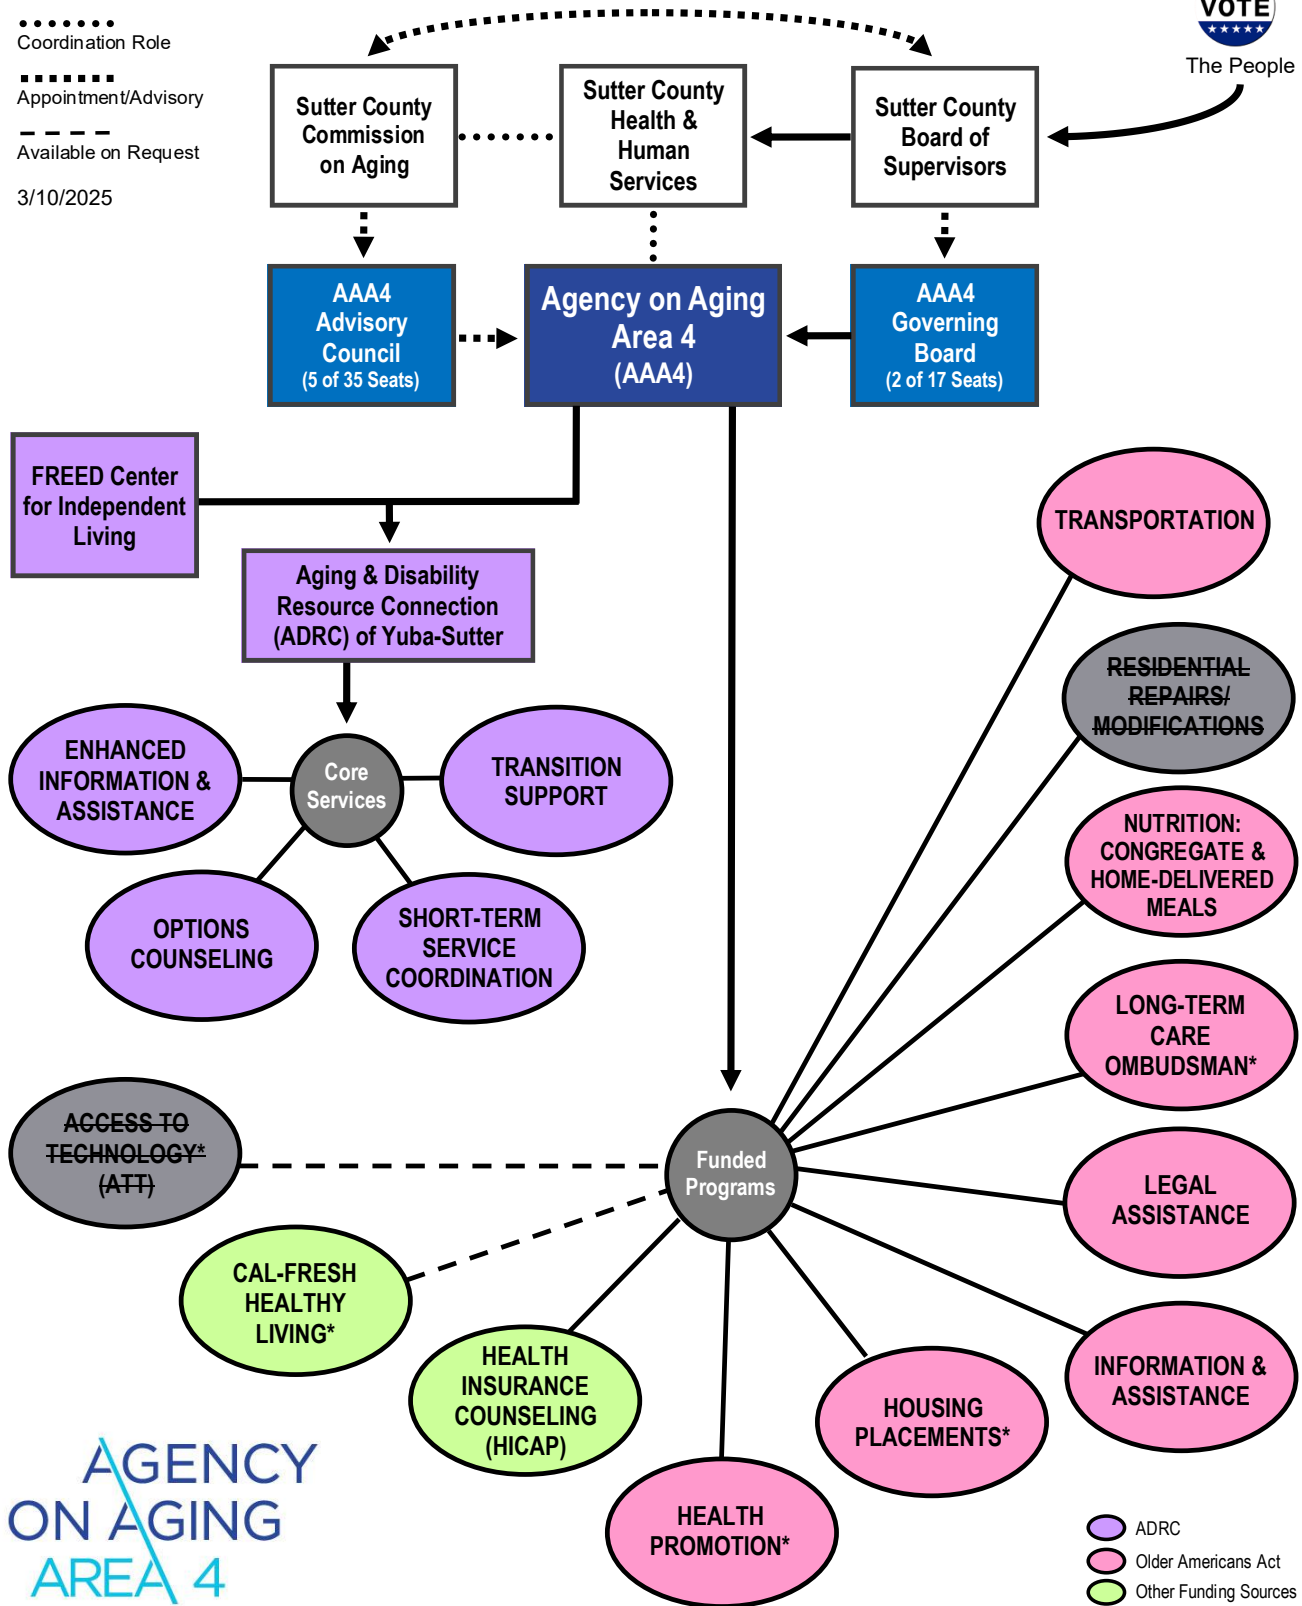 VOTE
The People
Coordination Role
Appointment/Advisory
Available on Request
3/10/2025
Sutter County
Commission
on Aging
Sutter County
Health &
Human
Services
Sutter County
Board of
Supervisors
AAA4
Advisory
Council
(5 of 35 Seats)
Agency on Aging
Area 4
(AAA4)
AAA4
Governing
Board
(2 of 17 Seats)
FREED Center
for Independent
Living
Aging & Disability
Resource Connection
(ADRC) of Yuba-Sutter
Core
Services
ENHANCED
INFORMATION &
ASSISTANCE
TRANSITION
SUPPORT
OPTIONS
COUNSELING
SHORT-TERM
SERVICE
COORDINATION
TRANSPORTATION
RESIDENTIAL
REPAIRS/
MODIFICATIONS
NUTRITION:
CONGREGATE &
HOME-DELIVERED
MEALS
LONG-TERM
CARE
OMBUDSMAN*
LEGAL
ASSISTANCE
INFORMATION &
ASSISTANCE
Funded
Programs
ACCESS TO
TECHNOLOGY*
(ATT)
CAL-FRESH
HEALTHY
LIVING*
HEALTH
INSURANCE
COUNSELING
(HICAP)
HOUSING
PLACEMENTS*
HEALTH
PROMOTION*
AGENCY
ON AGING
AREA 4
ADRC
Older Americans Act
Other Funding Sources